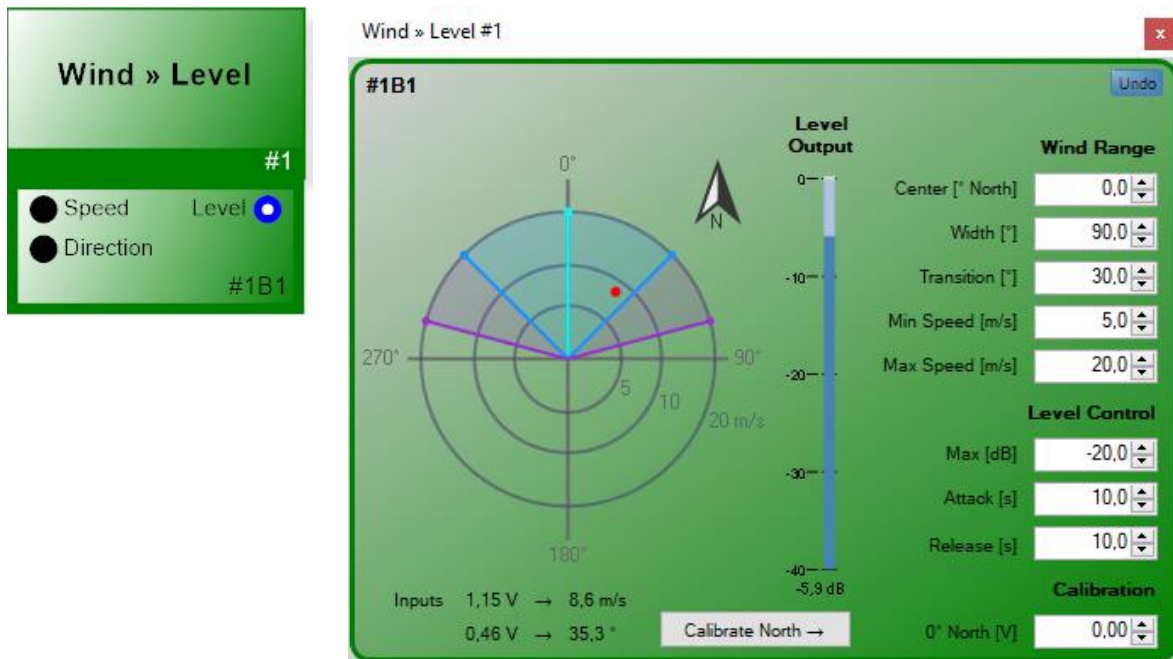 Wind » Level
#1
Speed Level
Direction
#1B1
Wind » Level #1
x
#1B1
Undo
Level
Output
Wind Range
0°
N
270°
90°
5
10
20 m/s
180°
0
-10
-20
-30
-40
-5,9 dB
Center [° North] 0,0
Width [°] 90,0
Transition [°] 30,0
Min Speed [m/s] 5,0
Max Speed [m/s] 20,0
Level Control
Max [dB] -20,0
Attack [s] 10,0
Release [s] 10,0
Calibration
Inputs 1,15 V → 8,6 m/s
0,46 V → 35,3 °
Calibrate North →
0° North [V] 0,00